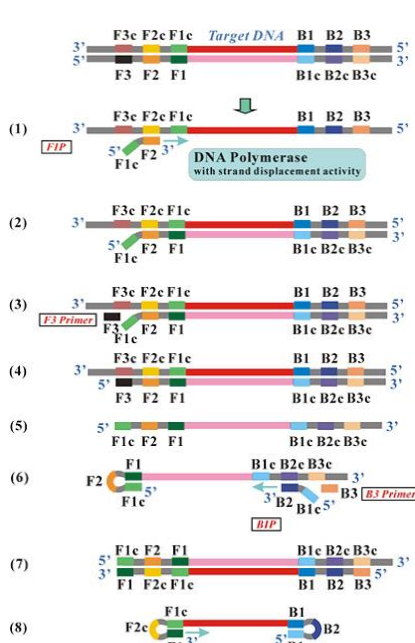 F3c F2c F1c Target DNA B1 B2 B3
3' 5'
5' 3'
F3 F2 F1 B1c B2c B3c
F3c F2c F1c B1 B2 B3
(1) 3' 5'
FIP 5' F2 3'
F1c
DNA Polymerase
with strand displacement activity
F3c F2c F1c B1 B2 B3
(2) 3' 5'
5' 3'
F1c F2 F1 B1c B2c B3c
F3c F2c F1c B1 B2 B3
(3) 3' 5'
F3 Primer F3 5' 3'
F1c F2 F1 B1c B2c B3c
F3c F2c F1c B1 B2 B3
(4) 3' 5'
5' 3'
F3 F2 F1 B1c B2c B3c
(5) 5' 3'
F1c F2 F1 B1c B2c B3c
(6) F1 B1c B2c B3c
F2 3'
5' 3' B2 5' B3 B3 Primer
F1c B1c
BIP
F1c F2 F1 B1c B2c B3c
(7) 5' 3'
3' 5'
F1 F2c F1c B1 B2 B1c
F1c B1
(8) F2c 3' 5' B2